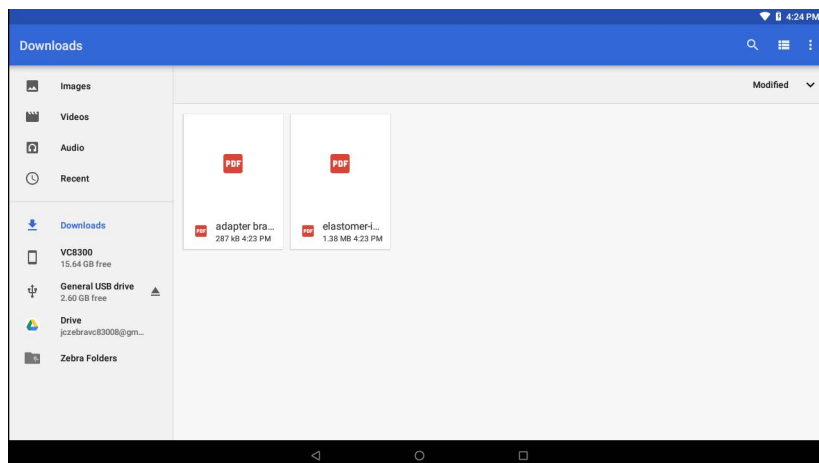 4:24 PM
Downloads
Images
Modified
Videos
Audio
Recent
Downloads
VC8300
15.64 GB free
General USB drive
2.60 GB free
Drive
jczebravc83008@gm...
Zebra Folders
PDF
PDF
PDF
adapter bra...
287 kB 4:23 PM
PDF
elastomer-i...
1.38 MB 4:23 PM